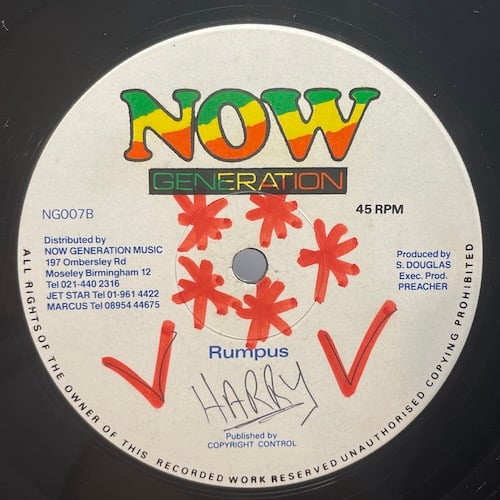 NOW
GENERATION
NG007B
45 RPM
Distributed by
NOW GENERATION MUSIC
197 Ombersley Rd
Moseley Birmingham 12
Tel 021-440 2316
JET STAR Tel 01-961 4422
MARCUS Tel 08954 44675
Produced by
S. DOUGLAS
Exec. Prod.
PREACHER
Rumpus
HARRY
Published by
COPYRIGHT CONTROL
ALL RIGHTS OF THE OWNER OF THIS RECORDED WORK RESERVED UNAUTHORISED COPYING PROHIBITED